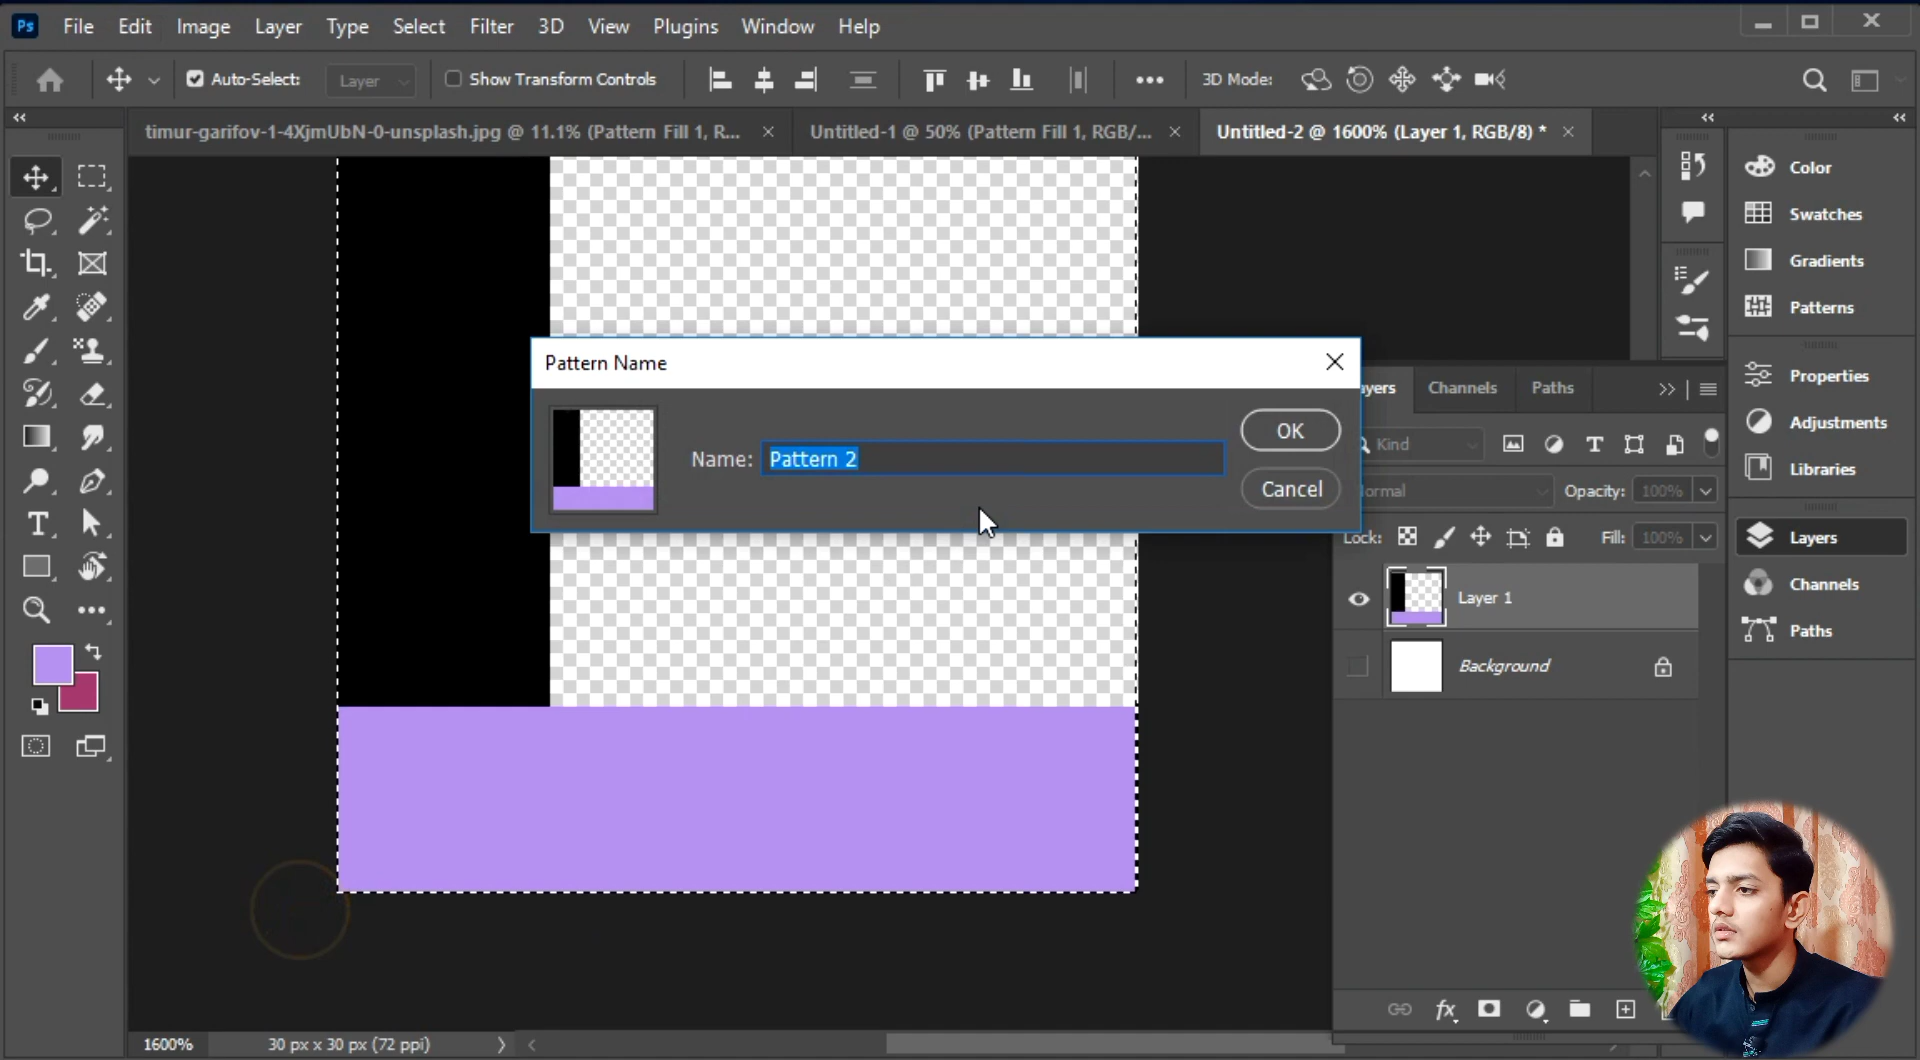 Ps File Edit Image Layer Type Select Filter 3D View Plugins Window Help
Auto-Select: Layer Show Transform Controls 3D Mode:
timur-garifov-1-4XjmUbN-0-unsplash.jpg @ 11.1% (Pattern Fill 1, R... Untitled-1 @ 50% (Pattern Fill 1, RGB/... Untitled-2 @ 1600% (Layer 1, RGB/8) *
Color
Swatches
Gradients
Patterns
Properties
Adjustments
Libraries
Layers
Channels
Paths
Pattern Name
Name: Pattern 2
OK
Cancel
ayers Channels Paths
Kind
ormal Opacity: 100%
Lock: Fill: 100%
Layer 1
Background
1600% 30 px x 30 px (72 ppi)